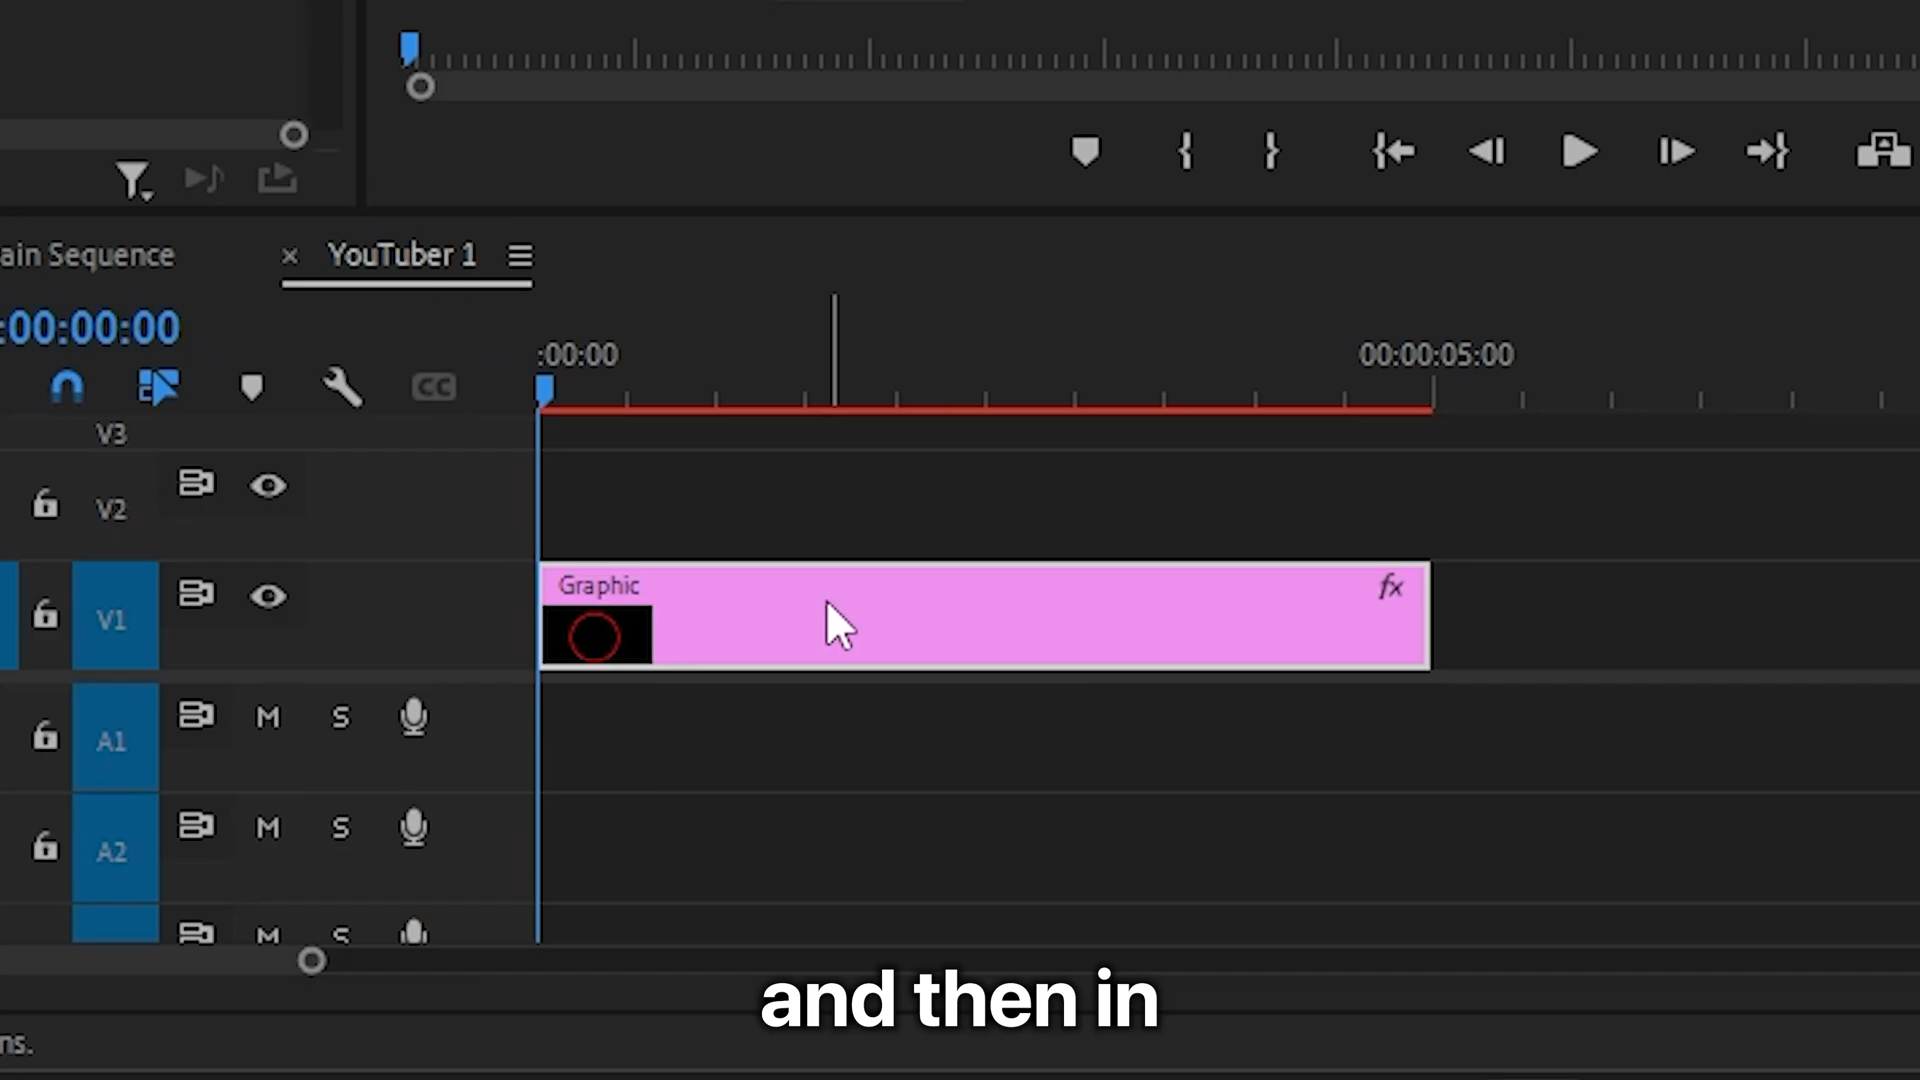 ain Sequence
× YouTuber 1
:00:00:00
:00:00
00:00:05:00
CC
V3
V2
Graphic
fx
V1
A1
M
S
A2
M
S
M
S
and then in
ns.